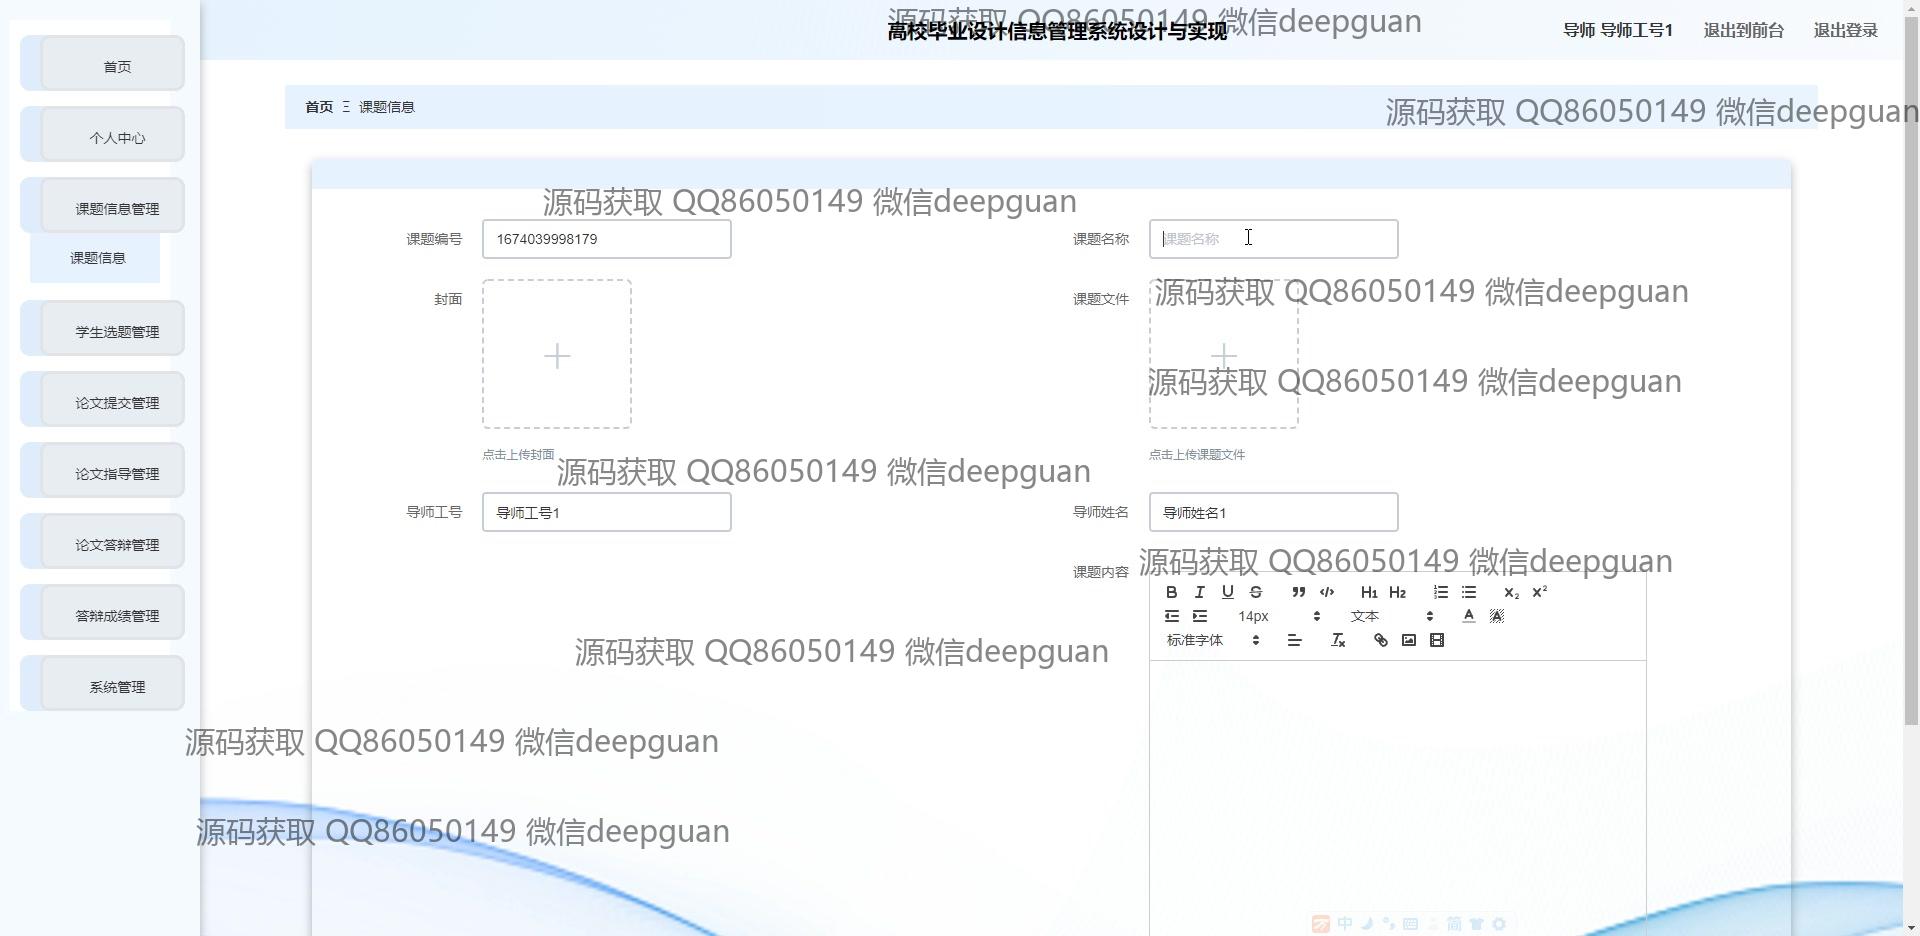 源码获取 QQ86050149 微信deepguan
高校毕业设计信息管理系统设计与实现
导师 导师工号1
退出到前台
退出登录
首页
个人中心
课题信息管理
课题信息
学生选题管理
论文提交管理
论文指导管理
论文答辩管理
答辩成绩管理
系统管理
首页 Ξ 课题信息
源码获取 QQ86050149 微信deepguan
源码获取 QQ86050149 微信deepguan
课题编号 1674039998179
课题名称 课题名称
封面
课题文件
源码获取 QQ86050149 微信deepguan
源码获取 QQ86050149 微信deepguan
点击上传封面
点击上传课题文件
源码获取 QQ86050149 微信deepguan
导师工号 导师工号1
导师姓名 导师姓名1
源码获取 QQ86050149 微信deepguan
课题内容
B I U S H1 H2 X2 X2
14px 文本 A A
标准字体 Tx
源码获取 QQ86050149 微信deepguan
源码获取 QQ86050149 微信deepguan
源码获取 QQ86050149 微信deepguan
中 简